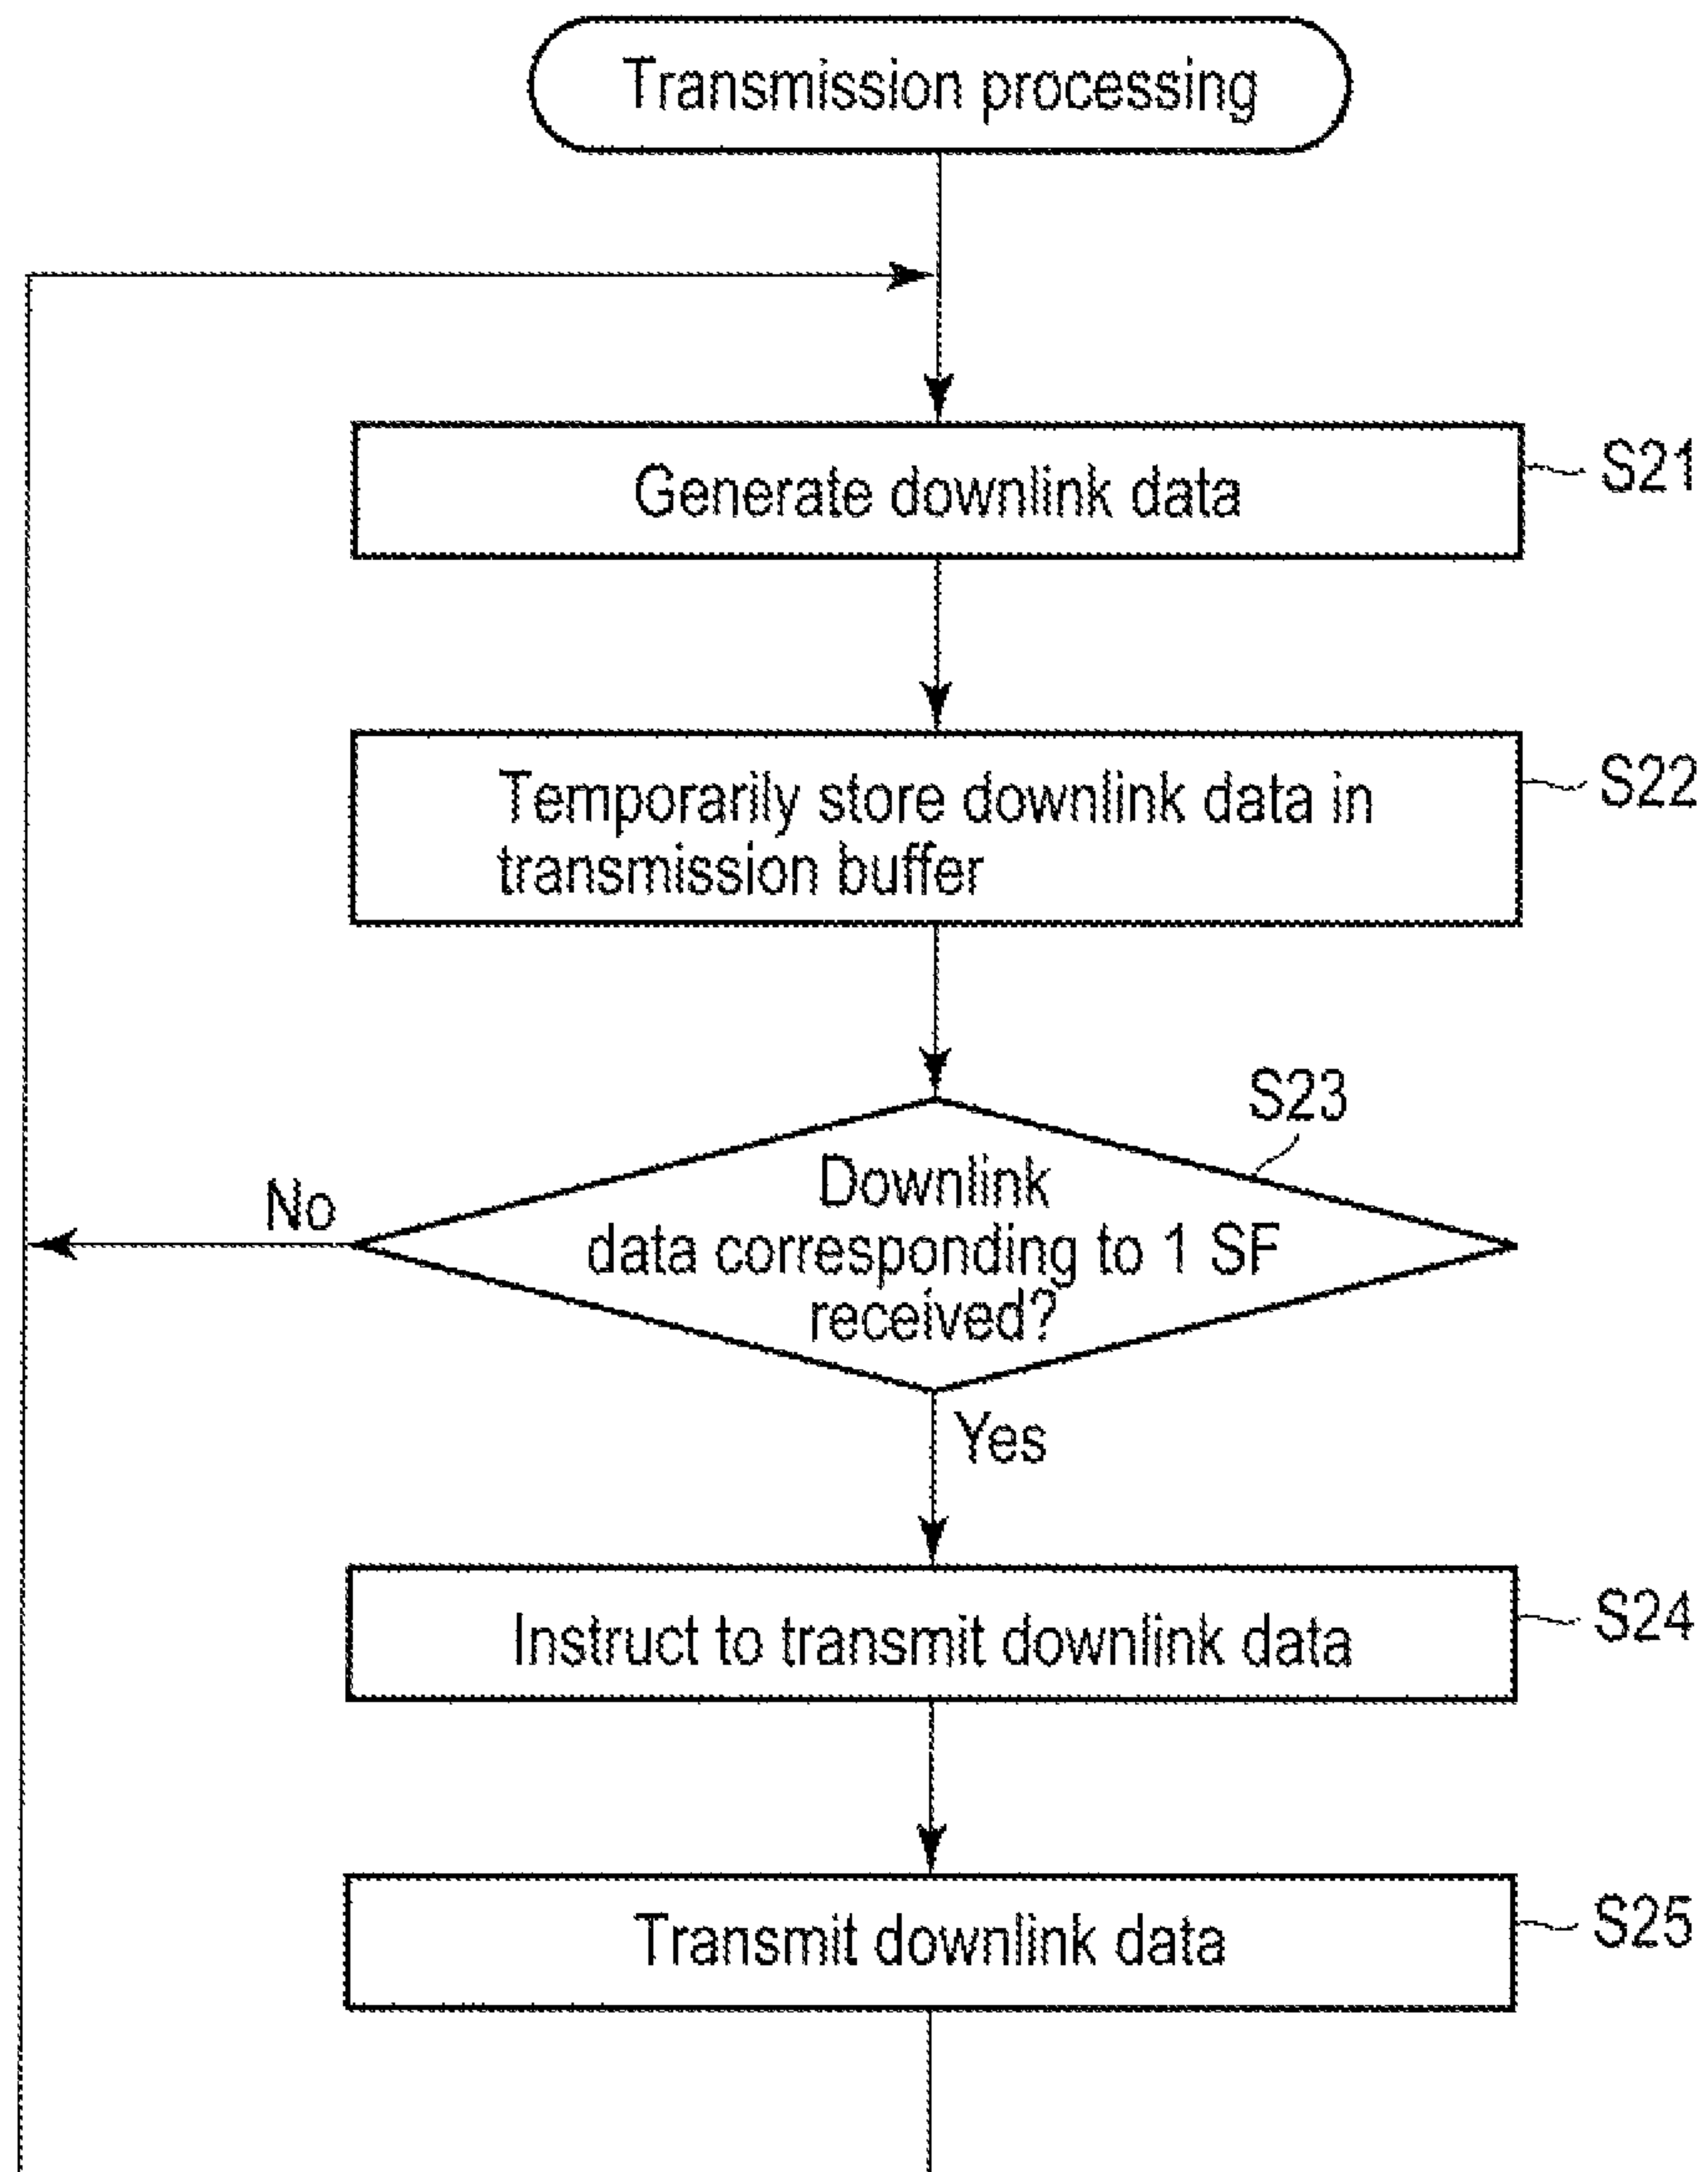 Transmission processing
Generate downlink data
S21
Temporarily store downlink data in
transmission buffer
S22
S23
Downlink
data corresponding to 1 SF
received?
No
Yes
Instruct to transmit downlink data
S24
Transmit downlink data
S25